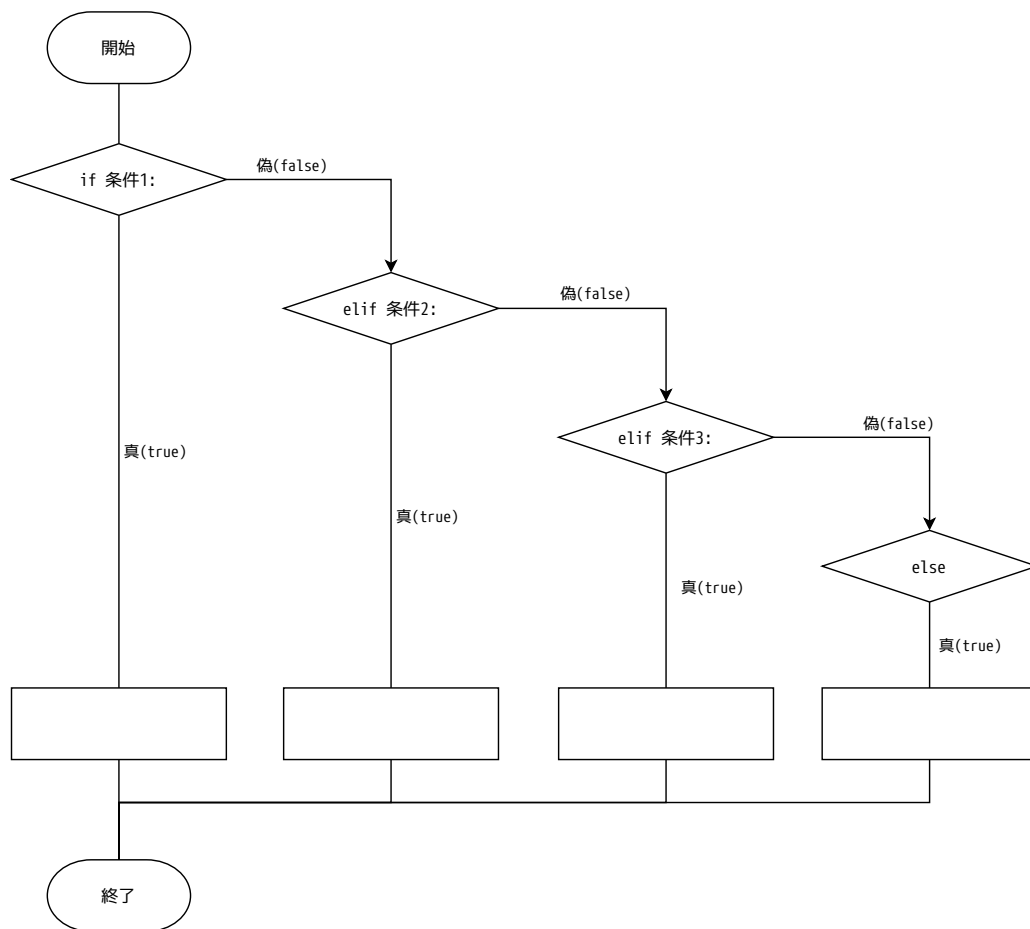 開始
if 条件1:
偽(false)
elif 条件2:
偽(false)
elif 条件3:
偽(false)
真(true)
真(true)
else
真(true)
真(true)
終了